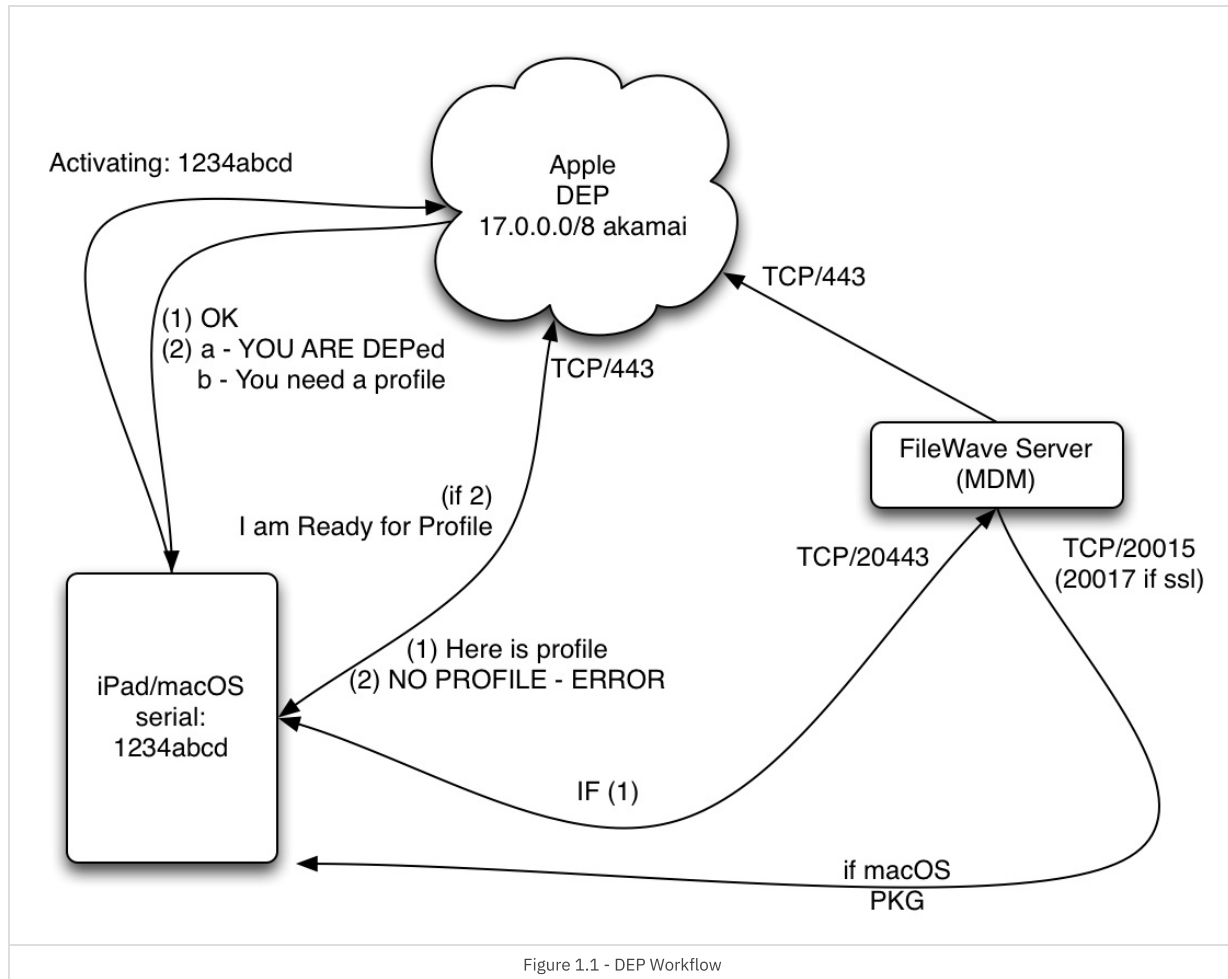 Activating: 1234abcd
Apple
DEP
17.0.0.0/8 akamai
TCP/443
(1) OK
(2) a - YOU ARE DEPed
b - You need a profile
TCP/443
FileWave Server
(MDM)
(if 2)
I am Ready for Profile
TCP/20443
TCP/20015
(20017 if ssl)
(1) Here is profile
(2) NO PROFILE - ERROR
iPad/macOS
serial:
1234abcd
IF (1)
if macOS
PKG
Figure 1.1 - DEP Workflow